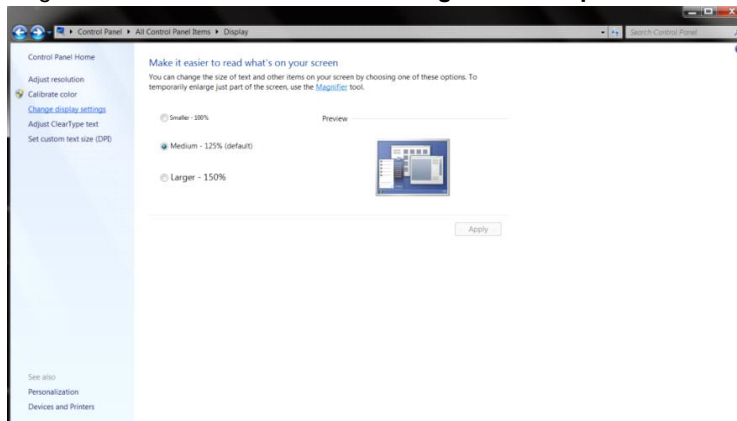 Control Panel ▸ All Control Panel Items ▸ Display
Search Control Panel
Control Panel Home
Adjust resolution
Calibrate color
Change display settings
Adjust ClearType text
Set custom text size (DPI)
Make it easier to read what's on your screen
You can change the size of text and other items on your screen by choosing one of these options. To
temporarily enlarge just part of the screen, use the Magnifier tool.
Smaller - 100%
Preview
Medium - 125% (default)
Larger - 150%
Apply
See also
Personalization
Devices and Printers